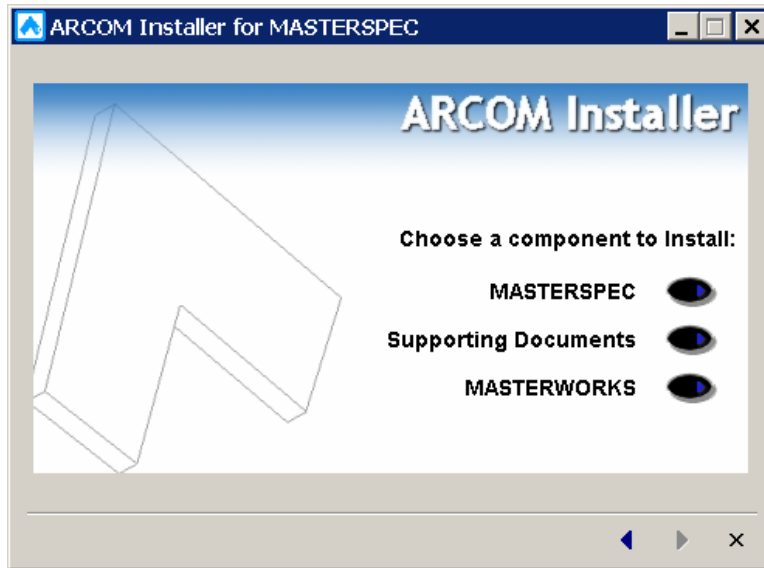 ARCOM Installer for MASTERSPEC
ARCOM Installer
Choose a component to Install:
MASTERSPEC
Supporting Documents
MASTERWORKS